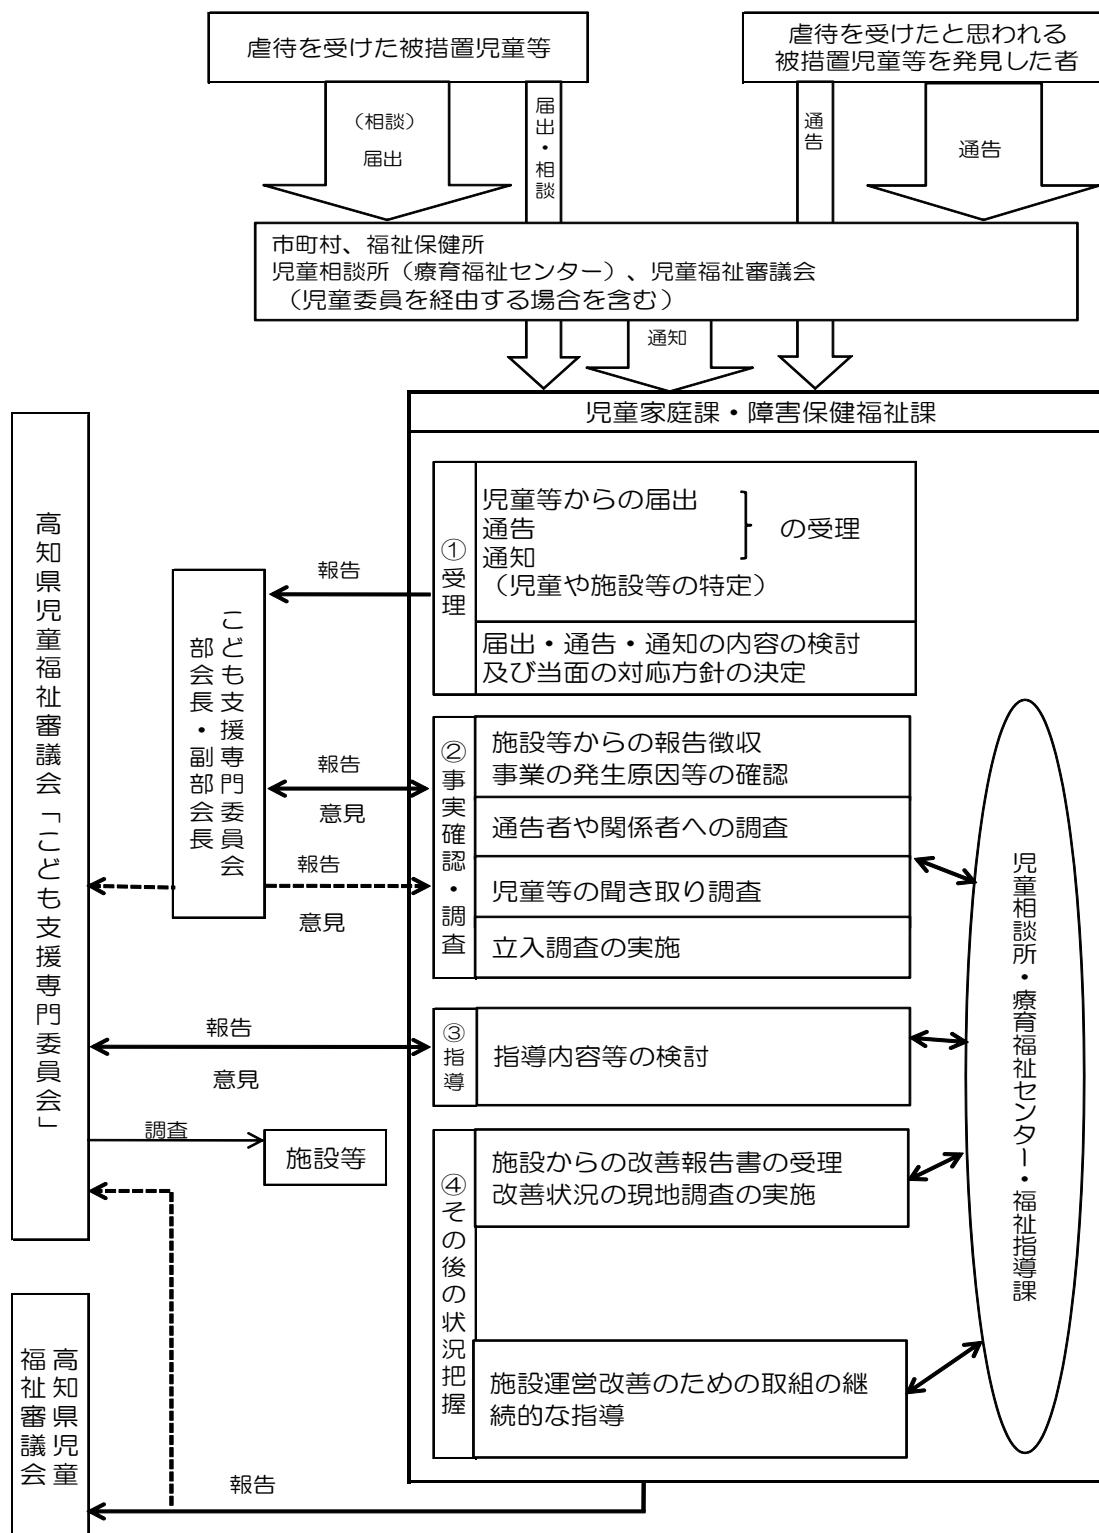 虐待を受けた被措置児童等
虐待を受けたと思われる
被措置児童等を発見した者
（相談）
届出
届出・相談
通告
通告
市町村、福祉保健所
児童相談所（療育福祉センター）、児童福祉審議会
（児童委員を経由する場合を含む）
通知
児童家庭課・障害保健福祉課
①受理
児童等からの届出
通告
通知
の受理
（児童や施設等の特定）
届出・通告・通知の内容の検討
及び当面の対応方針の決定
報告
こども支援専門委員会
部会長・副部会長
高知県児童福祉審議会「こども支援専門委員会」
②事実確認・調査
施設等からの報告徴収
事業の発生原因等の確認
通告者や関係者への調査
児童等の聞き取り調査
立入調査の実施
報告
意見
報告
意見
児童相談所・療育福祉センター・福祉指導課
③指導
指導内容等の検討
報告
意見
調査
施設等
④その後の状況把握
施設からの改善報告書の受理
改善状況の現地調査の実施
施設運営改善のための取組の継
続的な指導
高知県児童
福祉審議会
報告